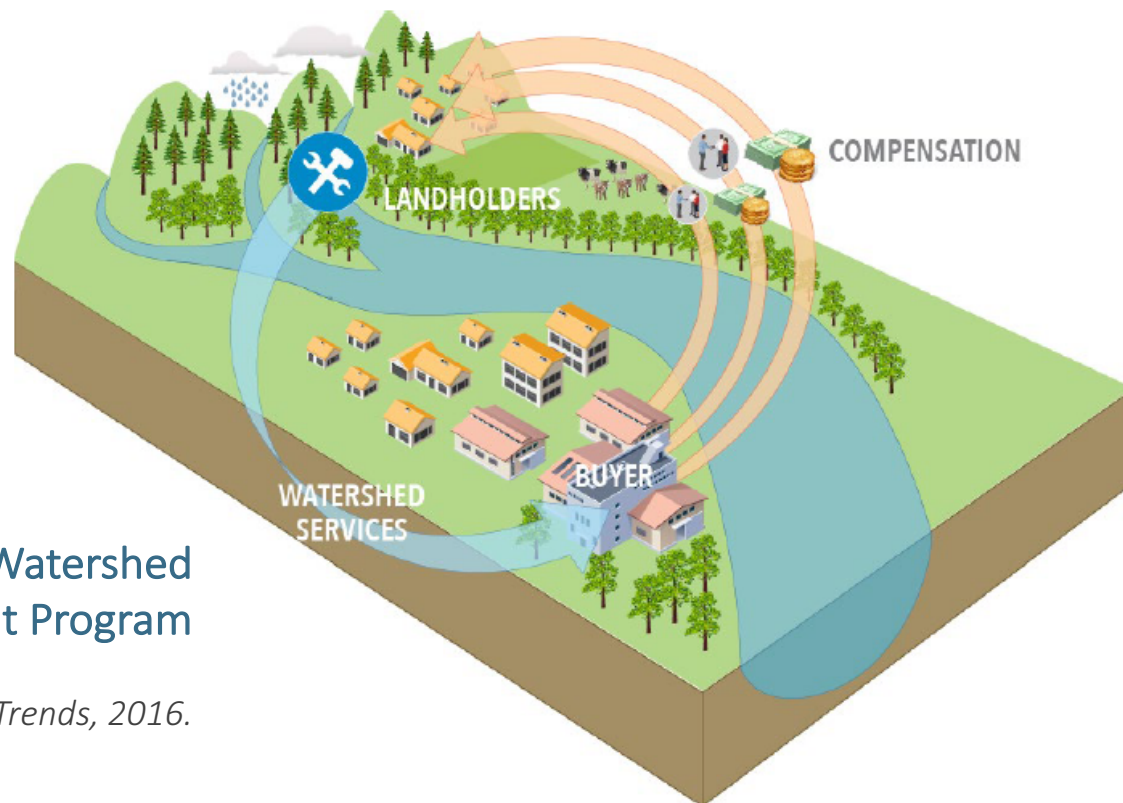 COMPENSATION
LANDHOLDERS
BUYER
WATERSHED
SERVICES
Watershed
t Program
Trends, 2016.